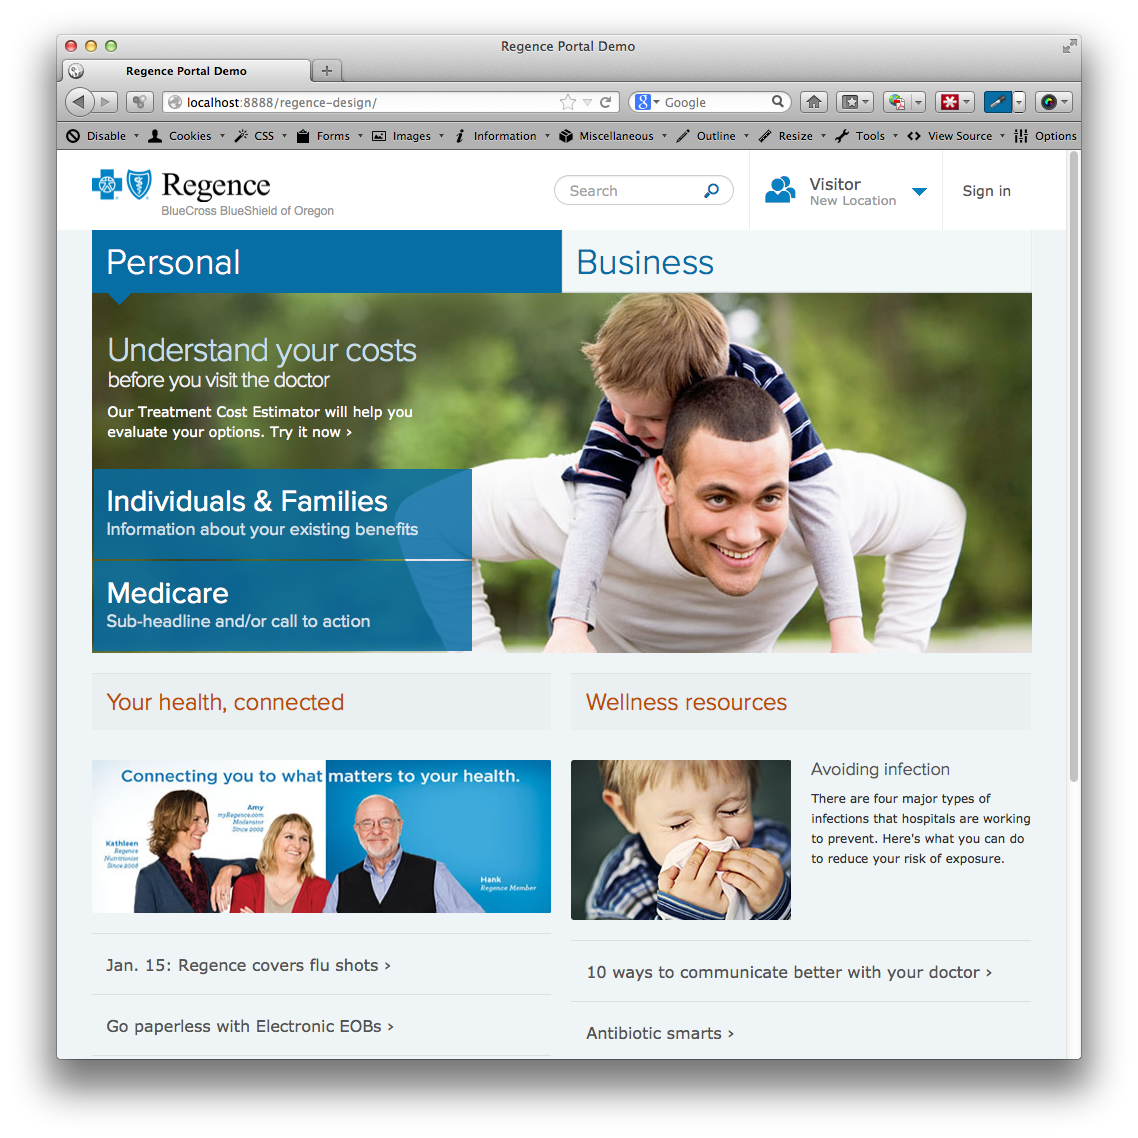 Regence Portal Demo
Regence Portal Demo
localhost:8888/regence-design/
Google
Disable Cookies CSS Forms Images Information Miscellaneous Outline Resize Tools View Source Options
Regence
BlueCross BlueShield of Oregon
Search
Visitor
New Location
Sign in
Personal
Business
Understand your costs
before you visit the doctor
Our Treatment Cost Estimator will help you
evaluate your options. Try it now ›
Individuals & Families
Information about your existing benefits
Medicare
Sub-headline and/or call to action
Your health, connected
Connecting you to what matters to your health.
Amy
myRegence.com
Moderator
Since 2002
Kathleen
Regence
Nutritionist
Since 2008
Hank
Regence Member
Jan. 15: Regence covers flu shots ›
Go paperless with Electronic EOBs ›
Wellness resources
Avoiding infection
There are four major types of
infections that hospitals are working
to prevent. Here's what you can do
to reduce your risk of exposure.
10 ways to communicate better with your doctor ›
Antibiotic smarts ›